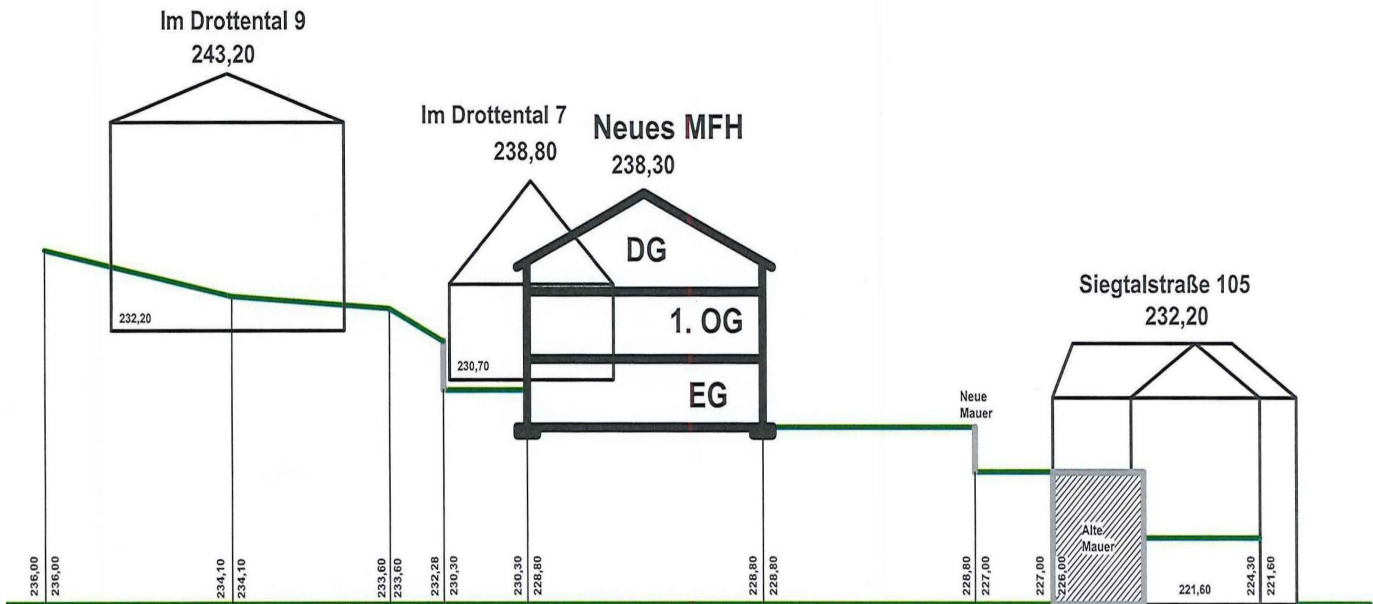 Im Drottental 9
243,20
Im Drottental 7
238,80
Neues MFH
238,30
DG
1. OG
EG
Siegtalstraße 105
232,20
232,20
230,70
Neue
Mauer
Alte
Mauer
236,00
236,00
234,10
234,10
233,60
233,60
232,28
230,30
230,30
228,80
228,80
228,80
228,80
227,00
227,00
226,00
221,60
224,30
221,60